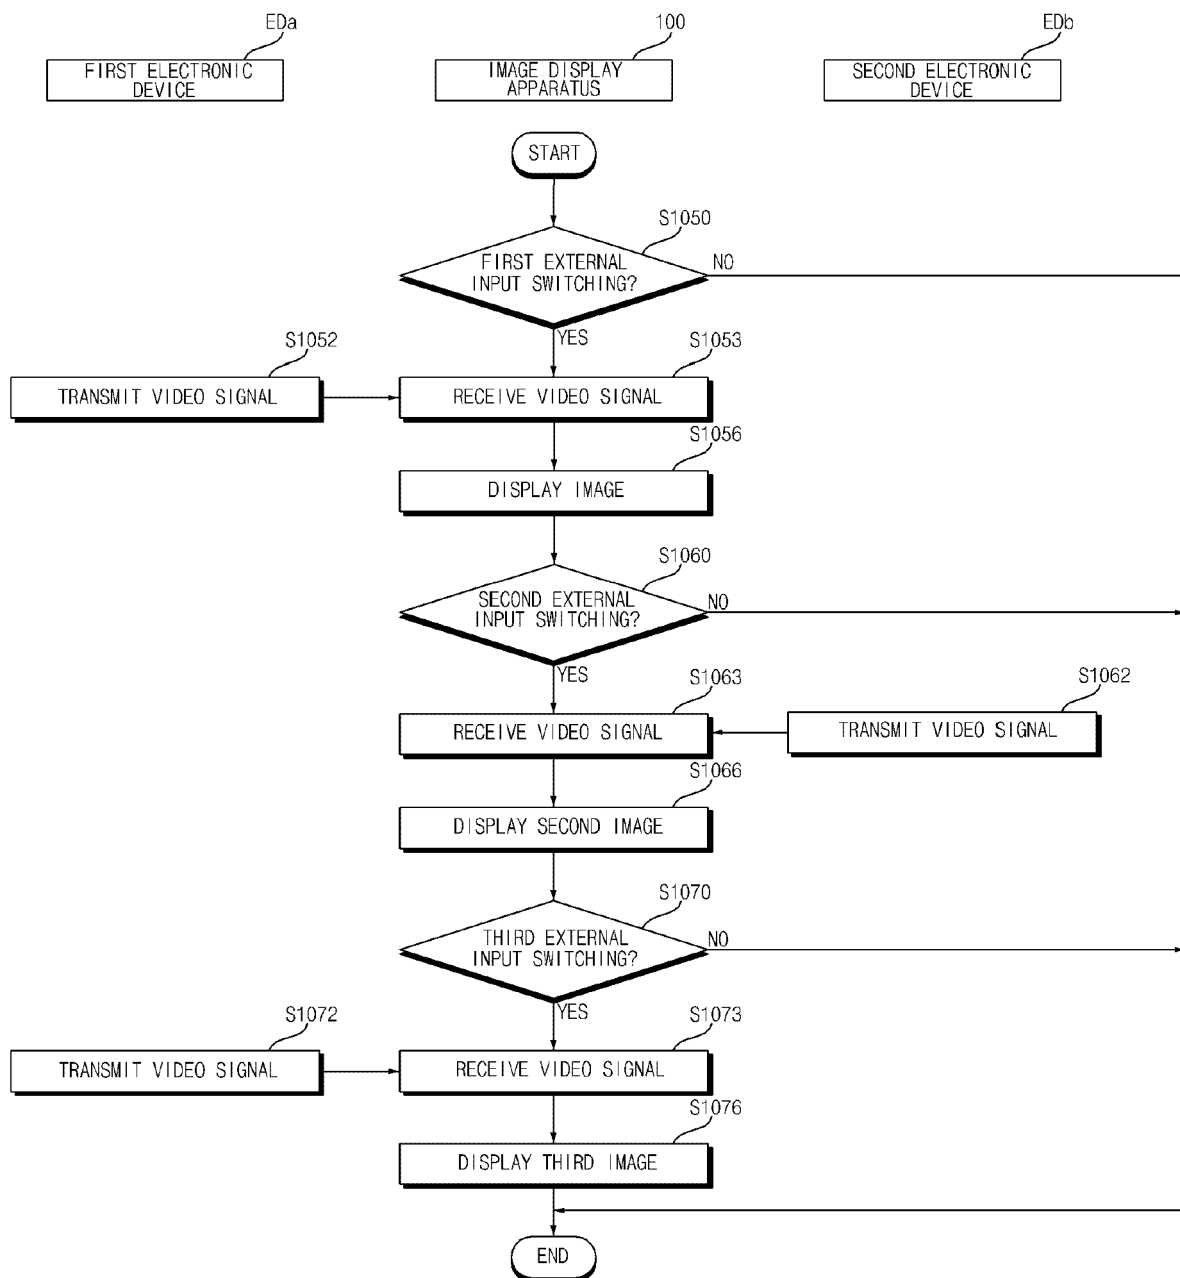 EDa
100
EDb
FIRST ELECTRONIC
DEVICE
IMAGE DISPLAY
APPARATUS
SECOND ELECTRONIC
DEVICE
START
S1050
FIRST EXTERNAL
INPUT SWITCHING?
NO
YES
S1052
S1053
TRANSMIT VIDEO SIGNAL
RECEIVE VIDEO SIGNAL
S1056
DISPLAY IMAGE
S1060
SECOND EXTERNAL
INPUT SWITCHING?
NO
YES
S1063
S1062
RECEIVE VIDEO SIGNAL
TRANSMIT VIDEO SIGNAL
S1066
DISPLAY SECOND IMAGE
S1070
THIRD EXTERNAL
INPUT SWITCHING?
NO
YES
S1072
S1073
TRANSMIT VIDEO SIGNAL
RECEIVE VIDEO SIGNAL
S1076
DISPLAY THIRD IMAGE
END